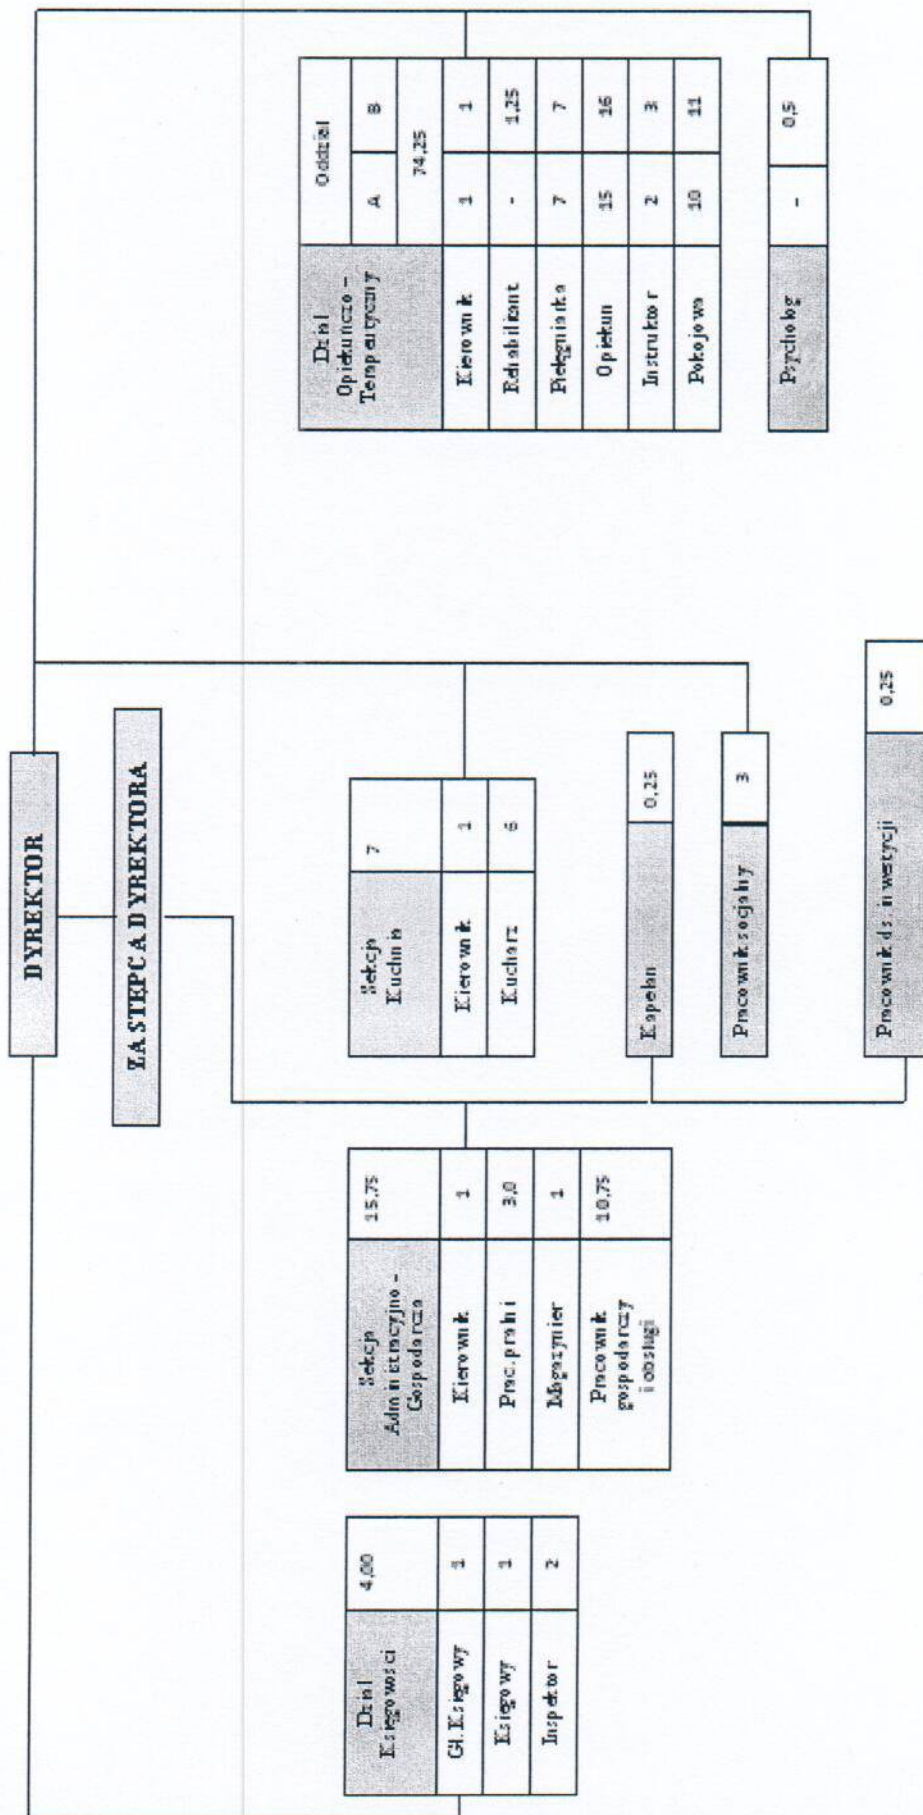 DYREKTOR
ZASTĘPCA DYREKTORA
Dział
Księgowości
4,00
Gł. Księgowy
1
Księgowy
1
Inspektor
2
Sekcja
Administracyjno –
Gospodarcza
15,75
Kierownik
1
Prac. pralni
3,0
Magazynier
1
Pracownik
gospodarczy
i obsługi
10,75
Sekcja
Kuchnia
7
Kierownik
1
Kucharz
6
Kapelan
0,25
Pracownik socjalny
3
Pracownik ds. inwestycji
0,25
Dział
Opiekuńczo –
Terapeutyczny
Oddział
A B
74,25
Kierownik
1 1
Rehabilitant
- 1,25
Pielęgniarka
7 7
Opiekun
15 16
Instruktor
2 3
Pokojowa
10 11
Psycholog
– 0,5